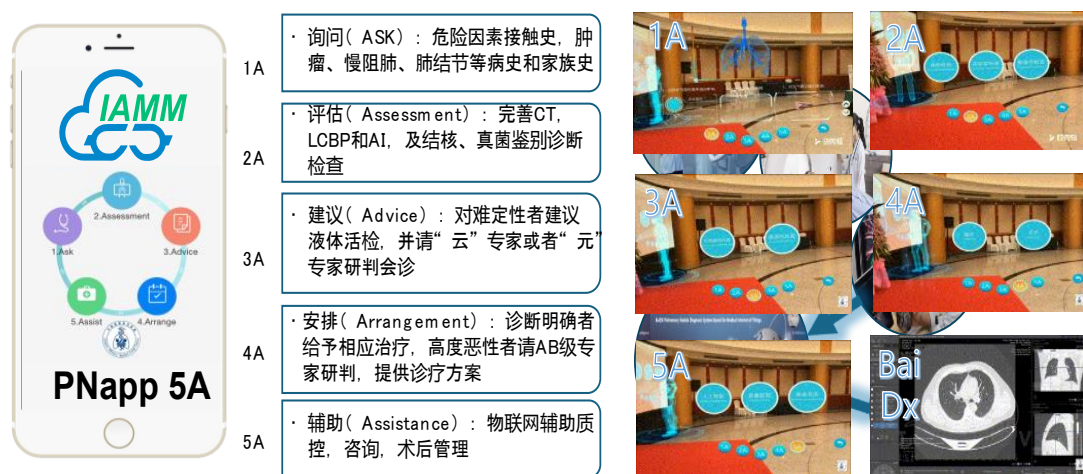 IAMM
2.Assessment
1.Ask
3.Advice
5.Assist
4.Arrange
PNapp 5A
1A
· 询问( ASK) : 危险因素接触史, 肿
瘤、慢阻肺、肺结节等病史和家族史
2A
· 评估( Assessment) : 完善CT,
LCBP和AI, 及结核、真菌鉴别诊断
检查
3A
· 建议( Advice) : 对难定性者建议
液体活检, 并请“云”专家或者“元”
专家研判会诊
4A
· 安排( Arrangement) : 诊断明确者
给予相应治疗, 高度恶性者请AB级专
家研判, 提供诊疗方案
5A
· 辅助( Assistance) : 物联网辅助质
控, 咨询, 术后管理
1A
2A
3A
4A
5A
人工智能
Bai
Dx